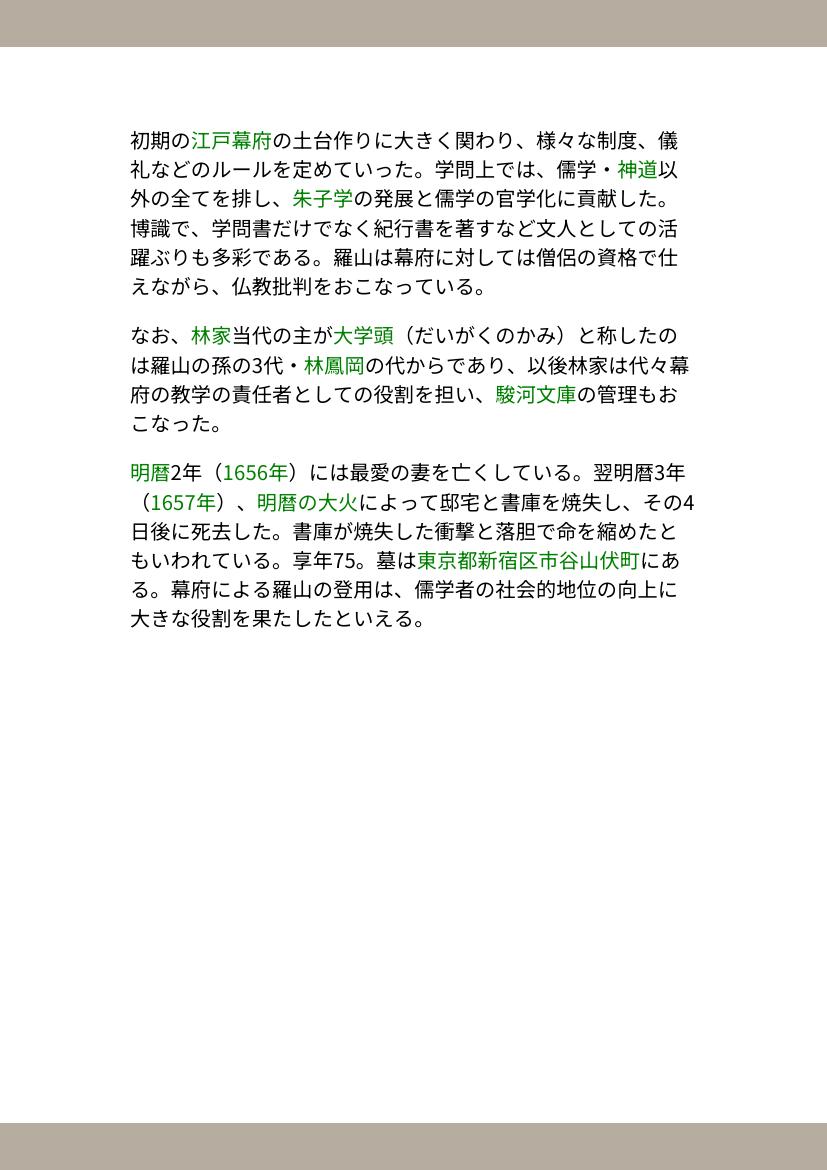 初期の江戸幕府の土台作りに大きく関わり、様々な制度、儀
礼などのルールを定めていった。学問上では、儒学・神道以
外の全てを排し、朱子学の発展と儒学の官学化に貢献した。
博識で、学問書だけでなく紀行書を著すなど文人としての活
躍ぶりも多彩である。羅山は幕府に対しては僧侶の資格で仕
えながら、仏教批判をおこなっている。
なお、林家当代の主が大学頭（だいがくのかみ）と称したの
は羅山の孫の3代・林鳳岡の代からであり、以後林家は代々幕
府の教学の責任者としての役割を担い、駿河文庫の管理もお
こなった。
明暦2年（1656年）には最愛の妻を亡くしている。翌明暦3年
（1657年）、明暦の大火によって邸宅と書庫を焼失し、その4
日後に死去した。書庫が焼失した衝撃と落胆で命を縮めたと
もいわれている。享年75。墓は東京都新宿区市谷山伏町にあ
る。幕府による羅山の登用は、儒学者の社会的地位の向上に
大きな役割を果たしたといえる。